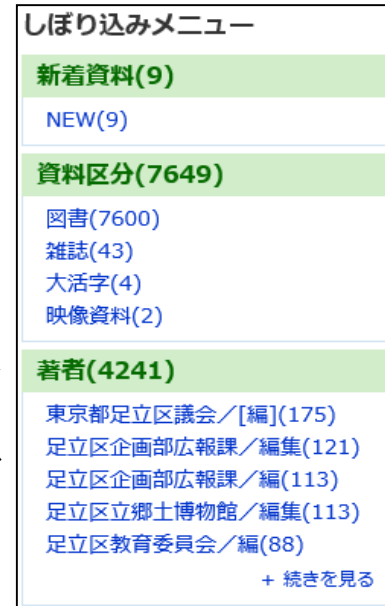 しぼり込みメニュー
新着資料(9)
NEW(9)
資料区分(7649)
図書(7600)
雑誌(43)
大活字(4)
映像資料(2)
著者(4241)
東京都足立区議会／[編](175)
足立区企画部広報課／編集(121)
足立区企画部広報課／編(113)
足立区立郷土博物館／編集(113)
足立区教育委員会／編(88)
+ 続きを見る